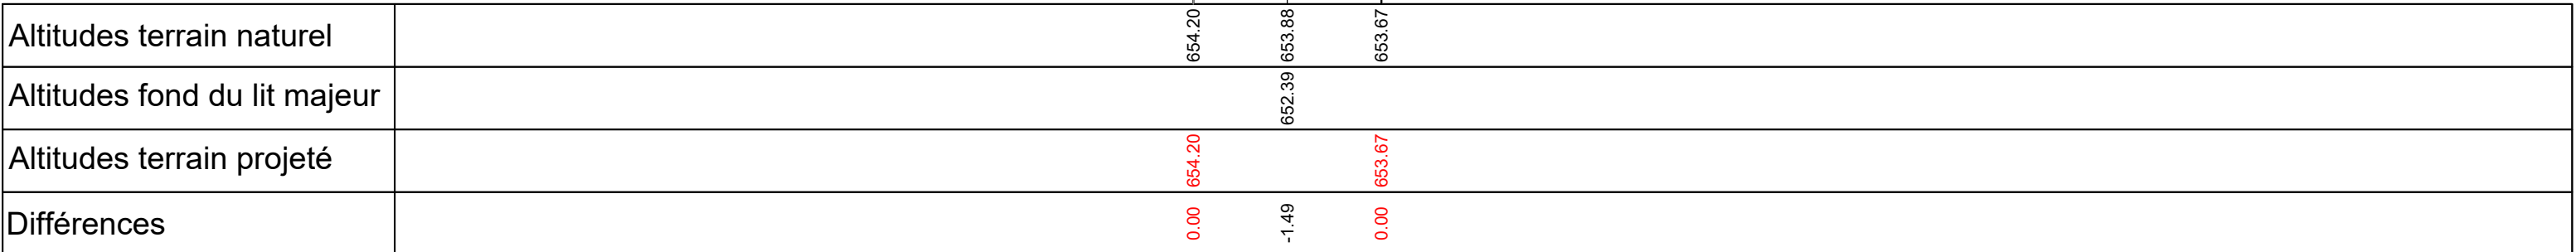 Altitudes terrain naturel 654.20 653.88 653.67
Altitudes fond du lit majeur 652.39
Altitudes terrain projeté 654.20 653.67
Différences 0.00 -1.49 0.00